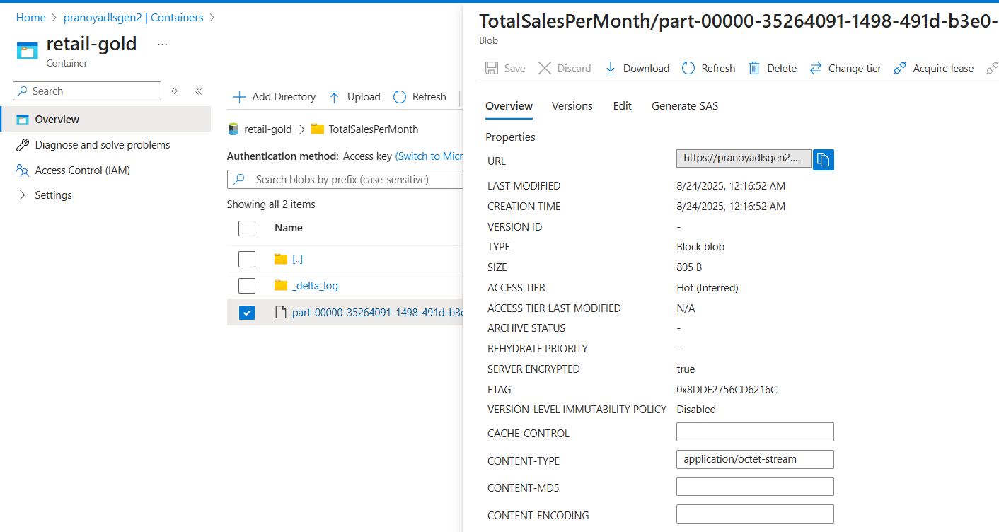 Home > pranoyadlsgen2 | Containers >
retail-gold ...
Container
Search
Overview
Diagnose and solve problems
Access Control (IAM)
Settings
Add Directory Upload Refresh
retail-gold > TotalSalesPerMonth
Authentication method: Access key (Switch to Micr
Search blobs by prefix (case-sensitive)
Showing all 2 items
Name
[..]
_delta_log
part-00000-35264091-1498-491d-b3e
TotalSalesPerMonth/part-00000-35264091-1498-491d-b3e0-
Blob
Save Discard Download Refresh Delete Change tier Acquire lease
Overview Versions Edit Generate SAS
Properties
URL https://pranoyadlsgen2....
LAST MODIFIED 8/24/2025, 12:16:52 AM
CREATION TIME 8/24/2025, 12:16:52 AM
VERSION ID -
TYPE Block blob
SIZE 805 B
ACCESS TIER Hot (Inferred)
ACCESS TIER LAST MODIFIED N/A
ARCHIVE STATUS -
REHYDRATE PRIORITY -
SERVER ENCRYPTED true
ETAG 0x8DDE2756CD6216C
VERSION-LEVEL IMMUTABILITY POLICY Disabled
CACHE-CONTROL
CONTENT-TYPE application/octet-stream
CONTENT-MD5
CONTENT-ENCODING